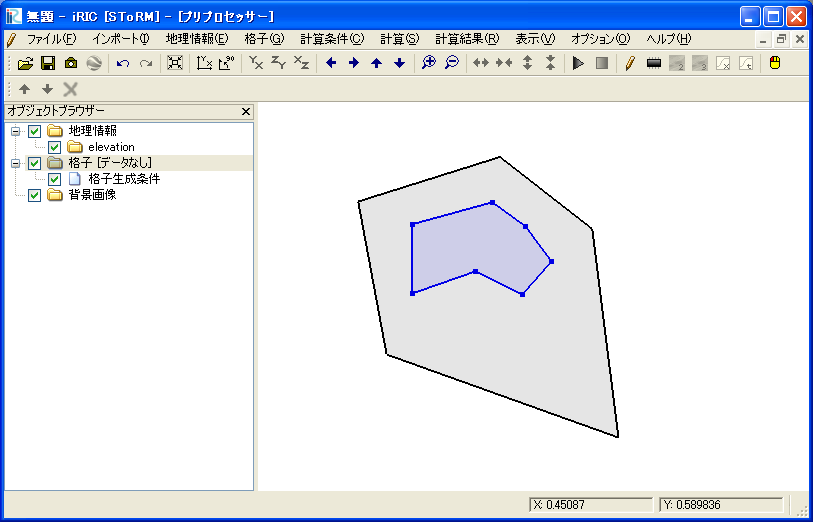 無題 - iRIC [SToRM] - [プリプロセッサー]
ファイル(F) インポート(I) 地理情報(E) 格子(G) 計算条件(C) 計算(S) 計算結果(R) 表示(V) オプション(O) ヘルプ(H)
オブジェクトブラウザー
地理情報
elevation
格子 [データなし]
格子生成条件
背景画像
X: 0.45087 Y: 0.589836